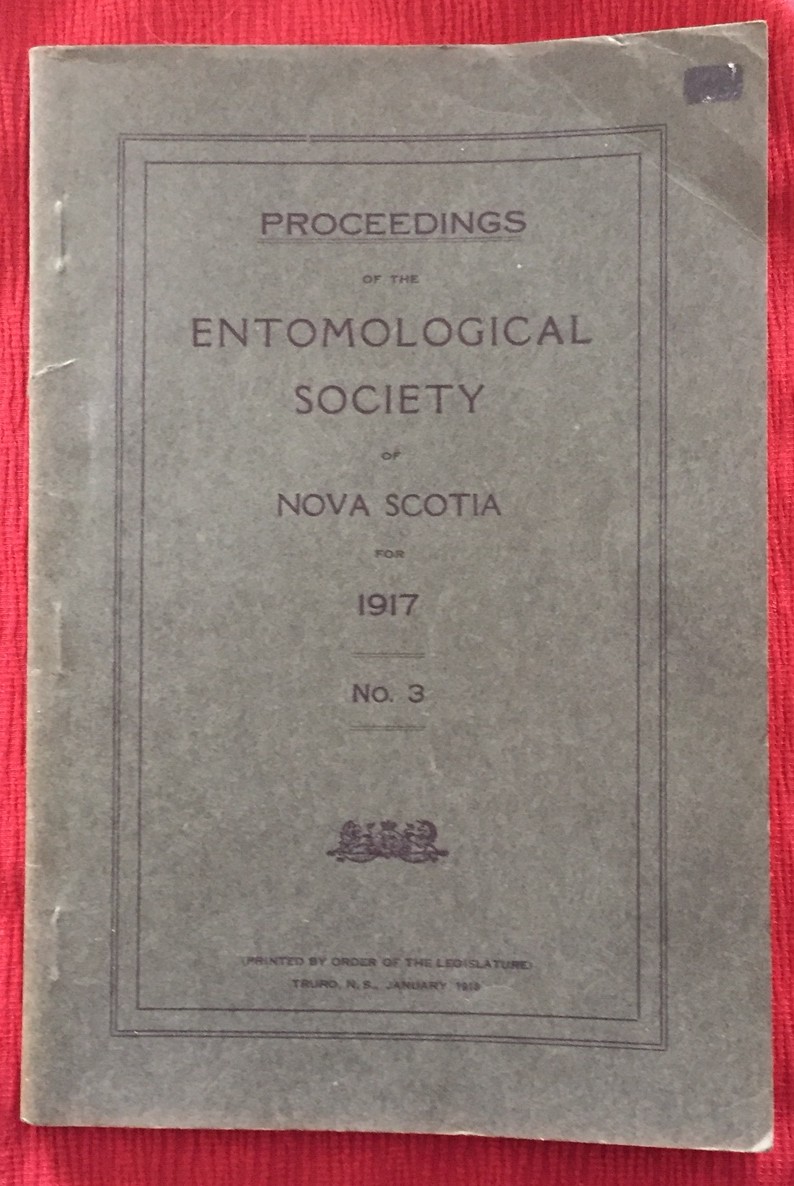 PROCEEDINGS
OF THE
ENTOMOLOGICAL
SOCIETY
OF
NOVA SCOTIA
FOR
1917
No. 3
(PRINTED BY ORDER OF THE LEGISLATURE)
TRURO, N. S., JANUARY 1918